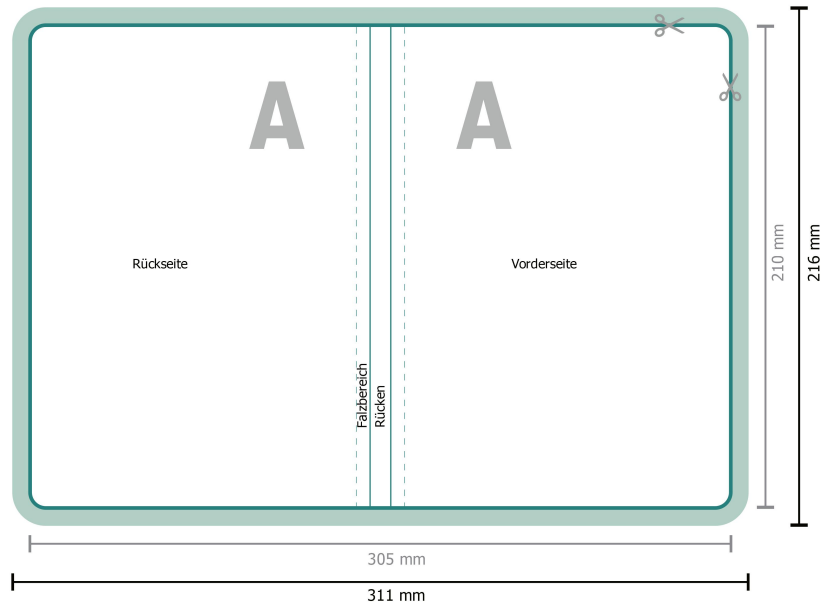 A
A
Rückseite
Vorderseite
Falzbereich
Rücken
210 mm
216 mm
305 mm
311 mm